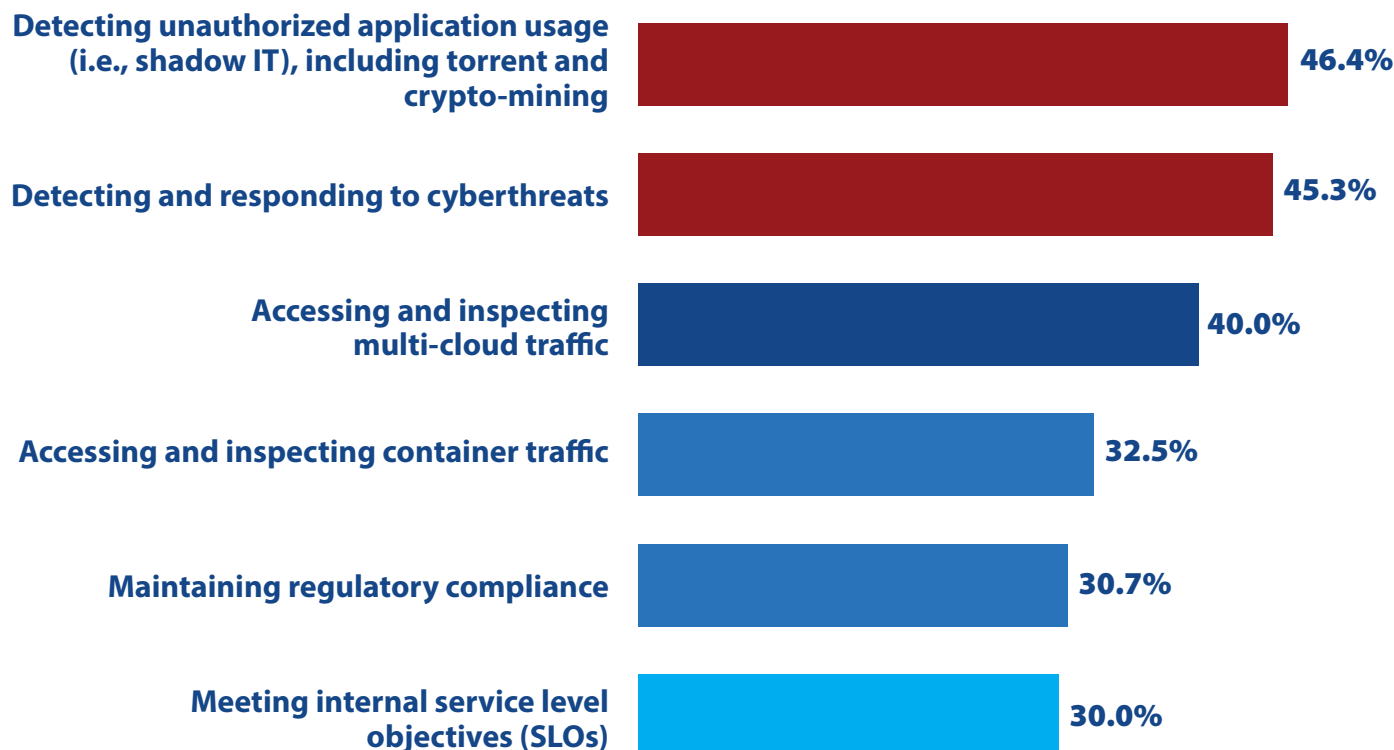 Detecting unauthorized application usage
(i.e., shadow IT), including torrent and
crypto-mining
46.4%
Detecting and responding to cyberthreats
45.3%
Accessing and inspecting
multi-cloud traffic
40.0%
Accessing and inspecting container traffic
32.5%
Maintaining regulatory compliance
30.7%
Meeting internal service level
objectives (SLOs)
30.0%